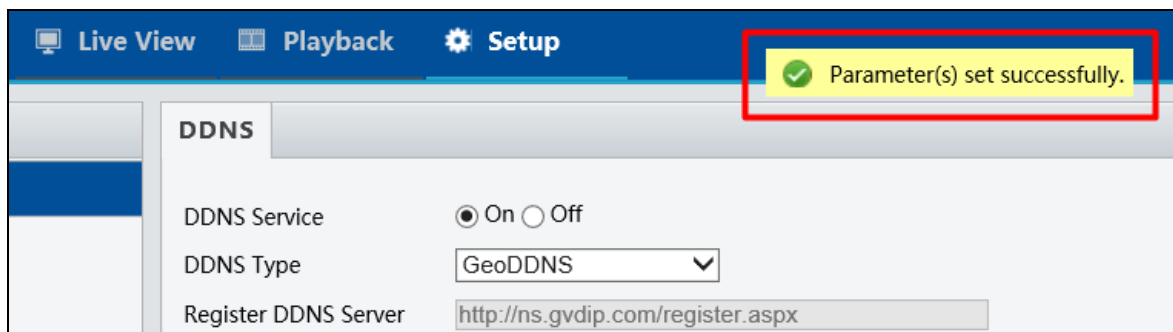 Live View Playback Setup
Parameter(s) set successfully.
DDNS
DDNS Service On Off
DDNS Type GeoDDNS
Register DDNS Server http://ns.gvdip.com/register.aspx